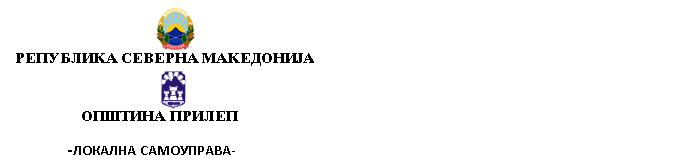 РЕПУБЛИКА СЕВЕРНА МАКЕДОНИЈА
ОПШТИНА ПРИЛЕП
-ЛОКАЛНА САМОУПРАВА-